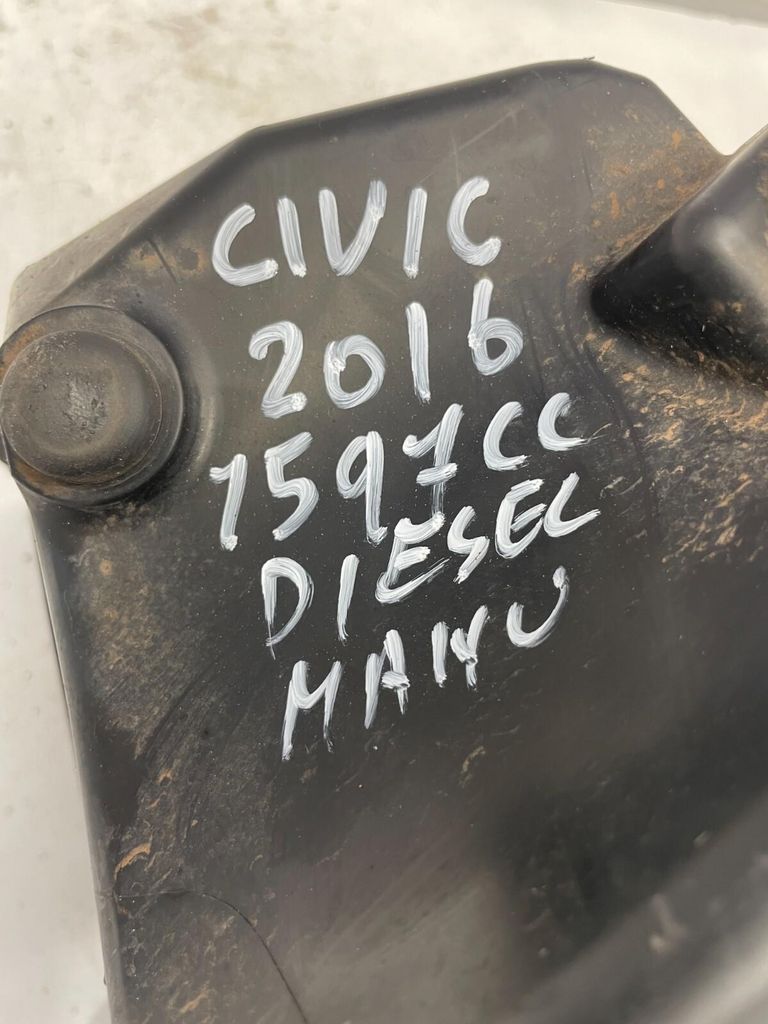 CIVIC
2016
1597CC
DIESEL
MANU